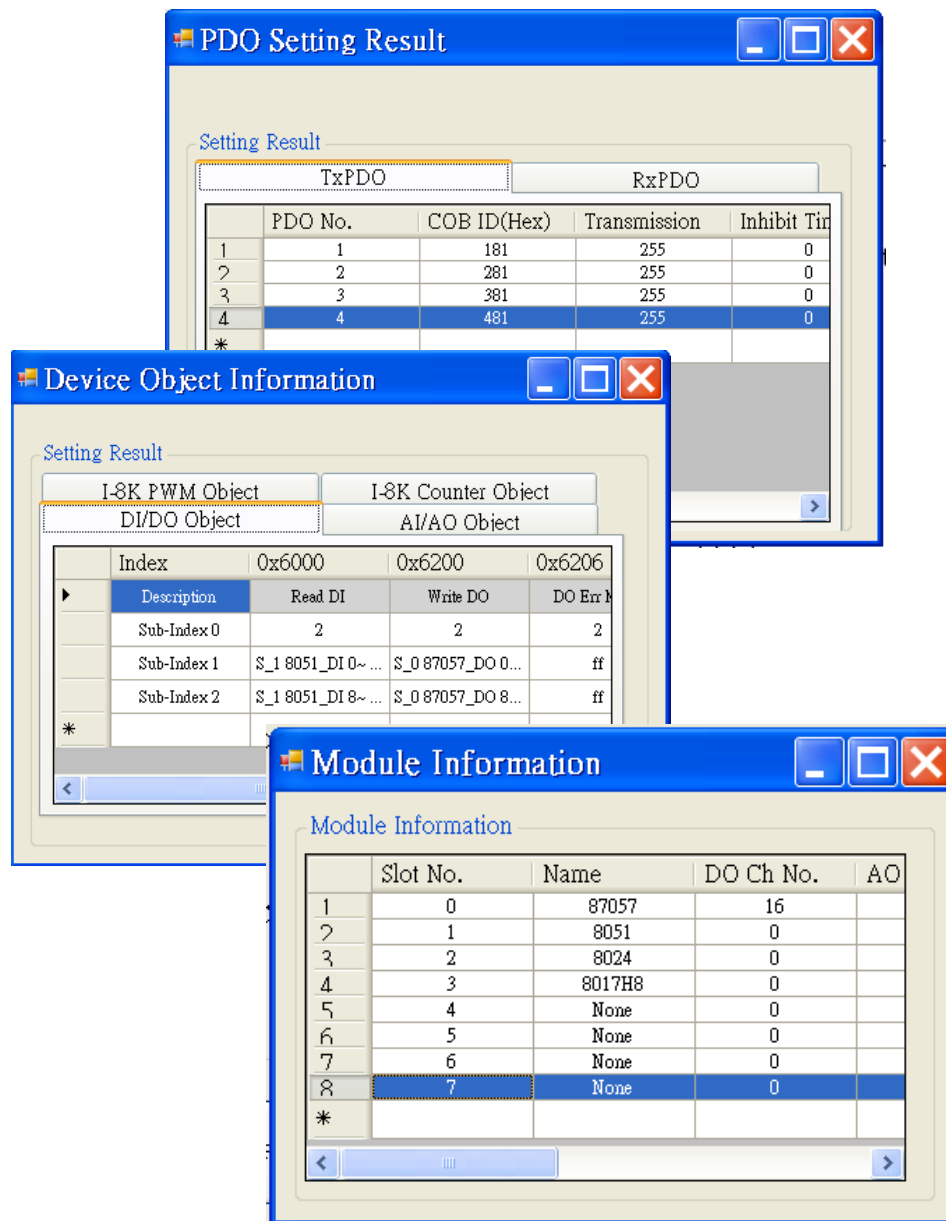 PDO Setting Result
Setting Result
TxPDO RxPDO
PDO No. COB ID(Hex) Transmission Inhibit Tim
1 1 181 255 0
2 2 281 255 0
3 3 381 255 0
4 4 481 255 0
*
Device Object Information
Setting Result
I-8K PWM Object I-8K Counter Object
DI/DO Object AI/AO Object
Index 0x6000 0x6200 0x6206
Description Read DI Write DO DO Err
Sub-Index 0 2 2 2
Sub-Index 1 S_1 8051_DI 0~ ... S_0 87057_DO 0... ff
Sub-Index 2 S_1 8051_DI 8~ ... S_0 87057_DO 8... ff
*
Module Information
Module Information
Slot No. Name DO Ch No. AO
1 0 87057 16
2 1 8051 0
3 2 8024 0
4 3 8017H8 0
5 4 None 0
6 5 None 0
7 6 None 0
8 7 None 0
*